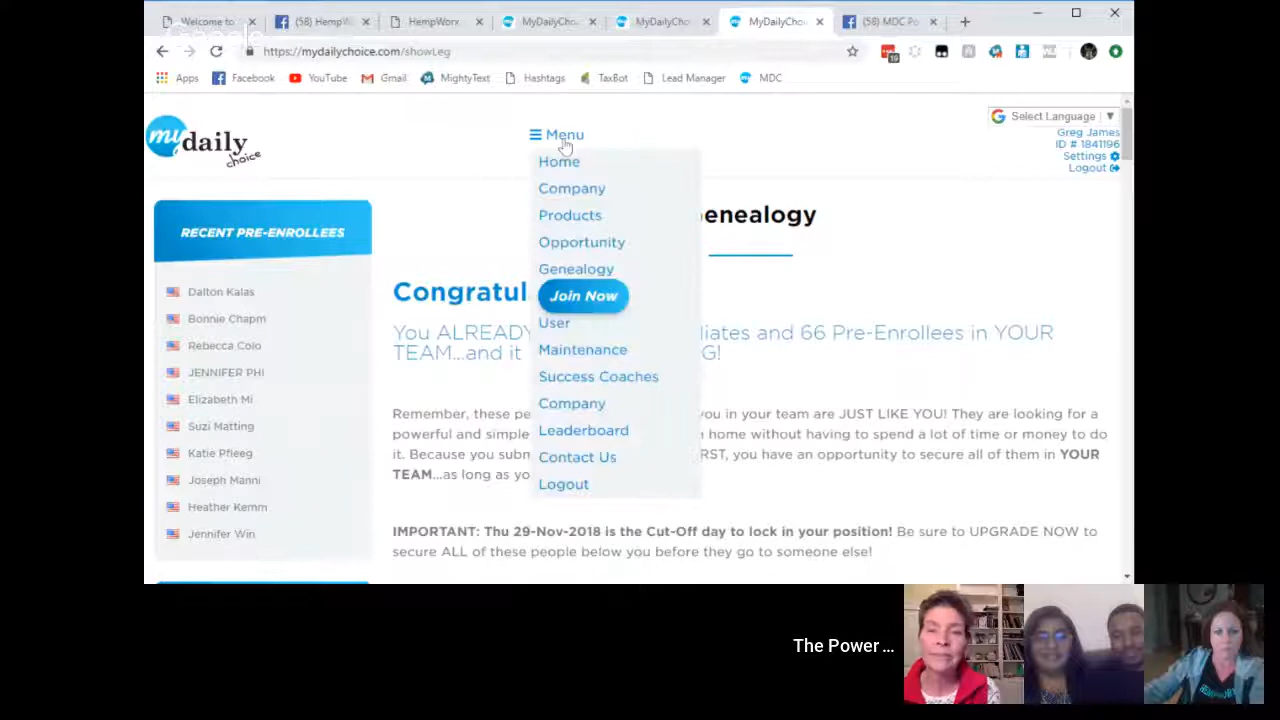 Welcome to
(58) HempW
HempWorx
MyDailyCho
MyDailyCho
MyDailyChoi
(58) MDC Po
Google
https://mydailychoice.com/showLeg
19
Apps
Facebook
YouTube
Gmail
MightyText
Hashtags
TaxBot
Lead Manager
MDC
my daily choice
Menu
Select Language
Greg James
ID # 1841196
Settings
Logout
Home
Company
Products
Opportunity
Genealogy
Join Now
User
Maintenance
Success Coaches
Company
Leaderboard
Contact Us
Logout
RECENT PRE-ENROLLEES
Dalton Kalas
Bonnie Chapm
Rebecca Colo
JENNIFER PHI
Elizabeth Mi
Suzi Matting
Katie Pfleeg
Joseph Manni
Heather Kemm
Jennifer Win
enealogy
Congratul
You ALREADY liates and 66 Pre-Enrollees in YOUR
TEAM...and it G!
Remember, these pe you in your team are JUST LIKE YOU! They are looking for a
powerful and simple home without having to spend a lot of time or money to do
it. Because you subm RST, you have an opportunity to secure all of them in YOUR
TEAM...as long as yo
IMPORTANT: Thu 29-Nov-2018 is the Cut-Off day to lock in your position! Be sure to UPGRADE NOW to
secure ALL of these people below you before they go to someone else!
The Power ...